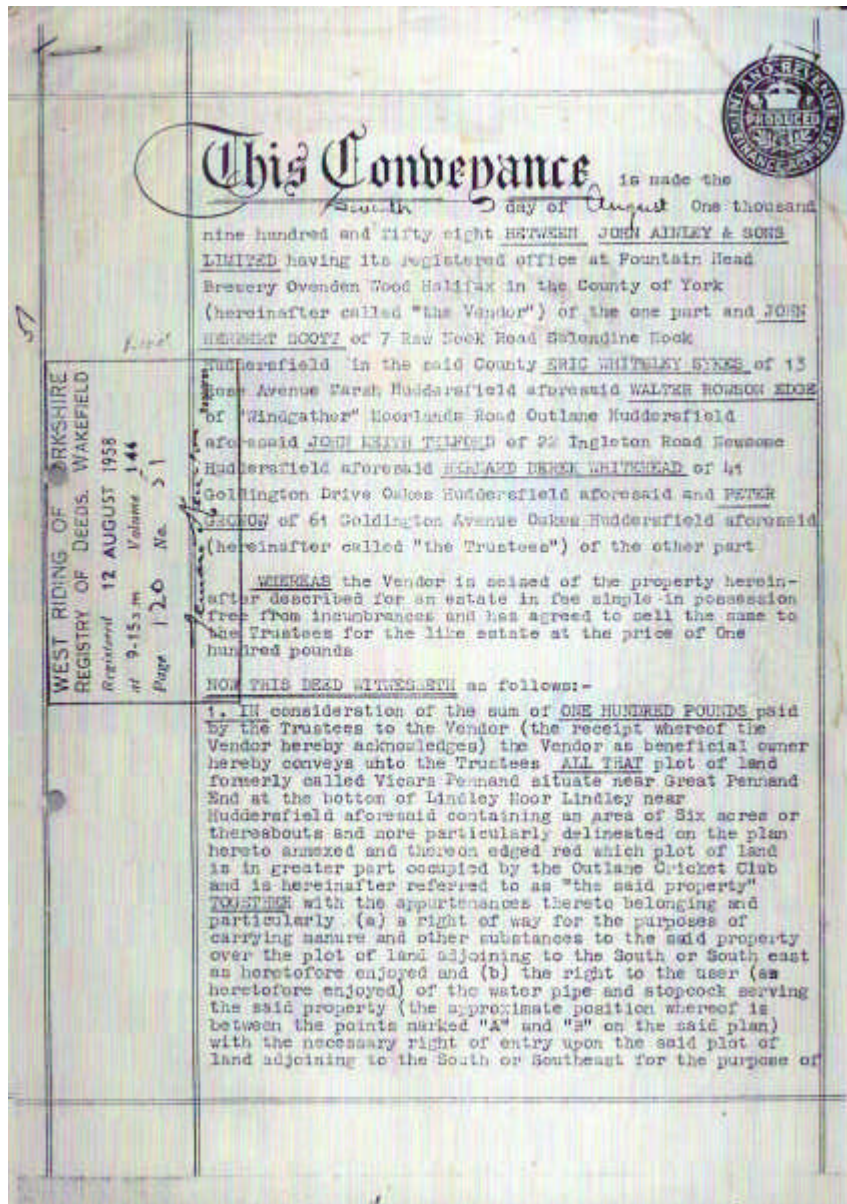 INLAND REVENUE
PRODUCED
FINANCE ACT
This Conveyance is made the
Seventh day of August One thousand
nine hundred and fifty eight BETWEEN JOHN AINLEY & SONS
LIMITED having its registered office at Fountain Head
Brewery Ovenden Wood Halifax in the County of York
(hereinafter called "the Vendor") of the one part and JOHN
HERBERT SCOTT of 7 Raw Nook Road Salendine Nook
Huddersfield in the said County ERIC WHITELEY SYKES of 13
Rose Avenue Marsh Huddersfield aforesaid WALTER ROWSON EDGE
of "Windgather" Moorlands Road Outlane Huddersfield
aforesaid JOHN KEITH TILFORD of 22 Ingleton Road Newsome
Huddersfield aforesaid BERNARD DEREK WHITEHEAD of 41
Goldington Drive Oakes Huddersfield aforesaid and PETER
GRONOW of 61 Goldington Avenue Oakes Huddersfield aforesaid
(hereinafter called "the Trustees") of the other part
WHEREAS the Vendor is seised of the property herein-
after described for an estate in fee simple in possession
free from incumbrances and has agreed to sell the same to
the Trustees for the like estate at the price of One
hundred pounds
NOW THIS DEED WITNESSETH as follows:-
1. IN consideration of the sum of ONE HUNDRED POUNDS paid
by the Trustees to the Vendor (the receipt whereof the
Vendor hereby acknowledges) the Vendor as beneficial owner
hereby conveys unto the Trustees ALL THAT plot of land
formerly called Vicars Pennand situate near Great Pennand
End at the bottom of Lindley Moor Lindley near
Huddersfield aforesaid containing an area of Six acres or
thereabouts and more particularly delineated on the plan
hereto annexed and thereon edged red which plot of land
is in greater part occupied by the Outlane Cricket Club
and is hereinafter referred to as "the said property"
TOGETHER with the appurtenances thereto belonging and
particularly (a) a right of way for the purposes of
carrying manure and other substances to the said property
over the plot of land adjoining to the South or South east
as heretofore enjoyed and (b) the right to the user (as
heretofore enjoyed) of the water pipe and stopcock serving
the said property (the approximate position whereof is
between the points marked "A" and "B" on the said plan)
with the necessary right of entry upon the said plot of
land adjoining to the South or Southeast for the purpose of
WEST RIDING OF YORKSHIRE
REGISTRY OF DEEDS. WAKEFIELD
Registered 12 AUGUST 1958
at 9-15a.m Volume 144
Page 120 No. 51
Registrar
51